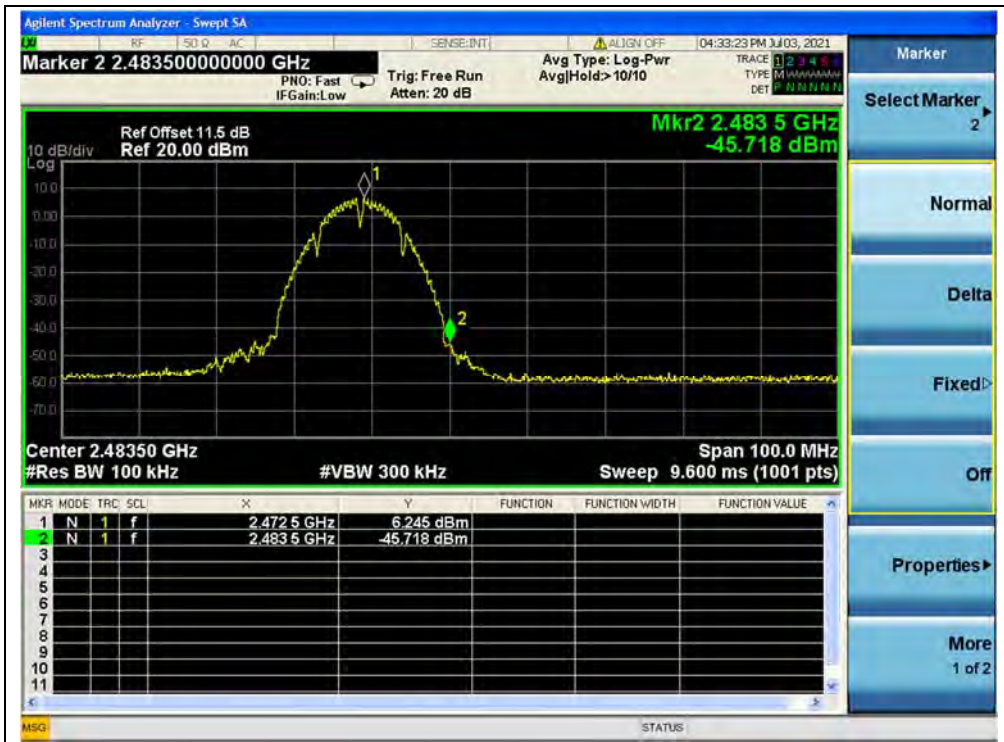 Agilent Spectrum Analyzer - Swept SA
RF 50 Ω AC SENSE:INT ALIGN OFF 04:33:23 PM Jul 03, 2021
Marker 2 2.483500000000 GHz
PNO: Fast
IFGain:Low
Trig: Free Run
Atten: 20 dB
Avg Type: Log-Pwr
Avg|Hold:> 10/10
TRACE 1 2 3 4 5 6
TYPE M
DET P N N N N N
Mkr2 2.483 5 GHz
-45.718 dBm
Ref Offset 11.5 dB
10 dB/div Ref 20.00 dBm
Log
10.0
0.00
-10.0
-20.0
-30.0
-40.0
-50.0
-60.0
-70.0
1
2
Center 2.48350 GHz Span 100.0 MHz
#Res BW 100 kHz #VBW 300 kHz Sweep 9.600 ms (1001 pts)
MKR MODE TRC SCL X Y FUNCTION FUNCTION WIDTH FUNCTION VALUE
1 N 1 f 2.472 5 GHz 6.245 dBm
2 N 1 f 2.483 5 GHz -45.718 dBm
3
4
5
6
7
8
9
10
11
MSG STATUS
Marker
Select Marker
2
Normal
Delta
Fixed
Off
Properties
More
1 of 2